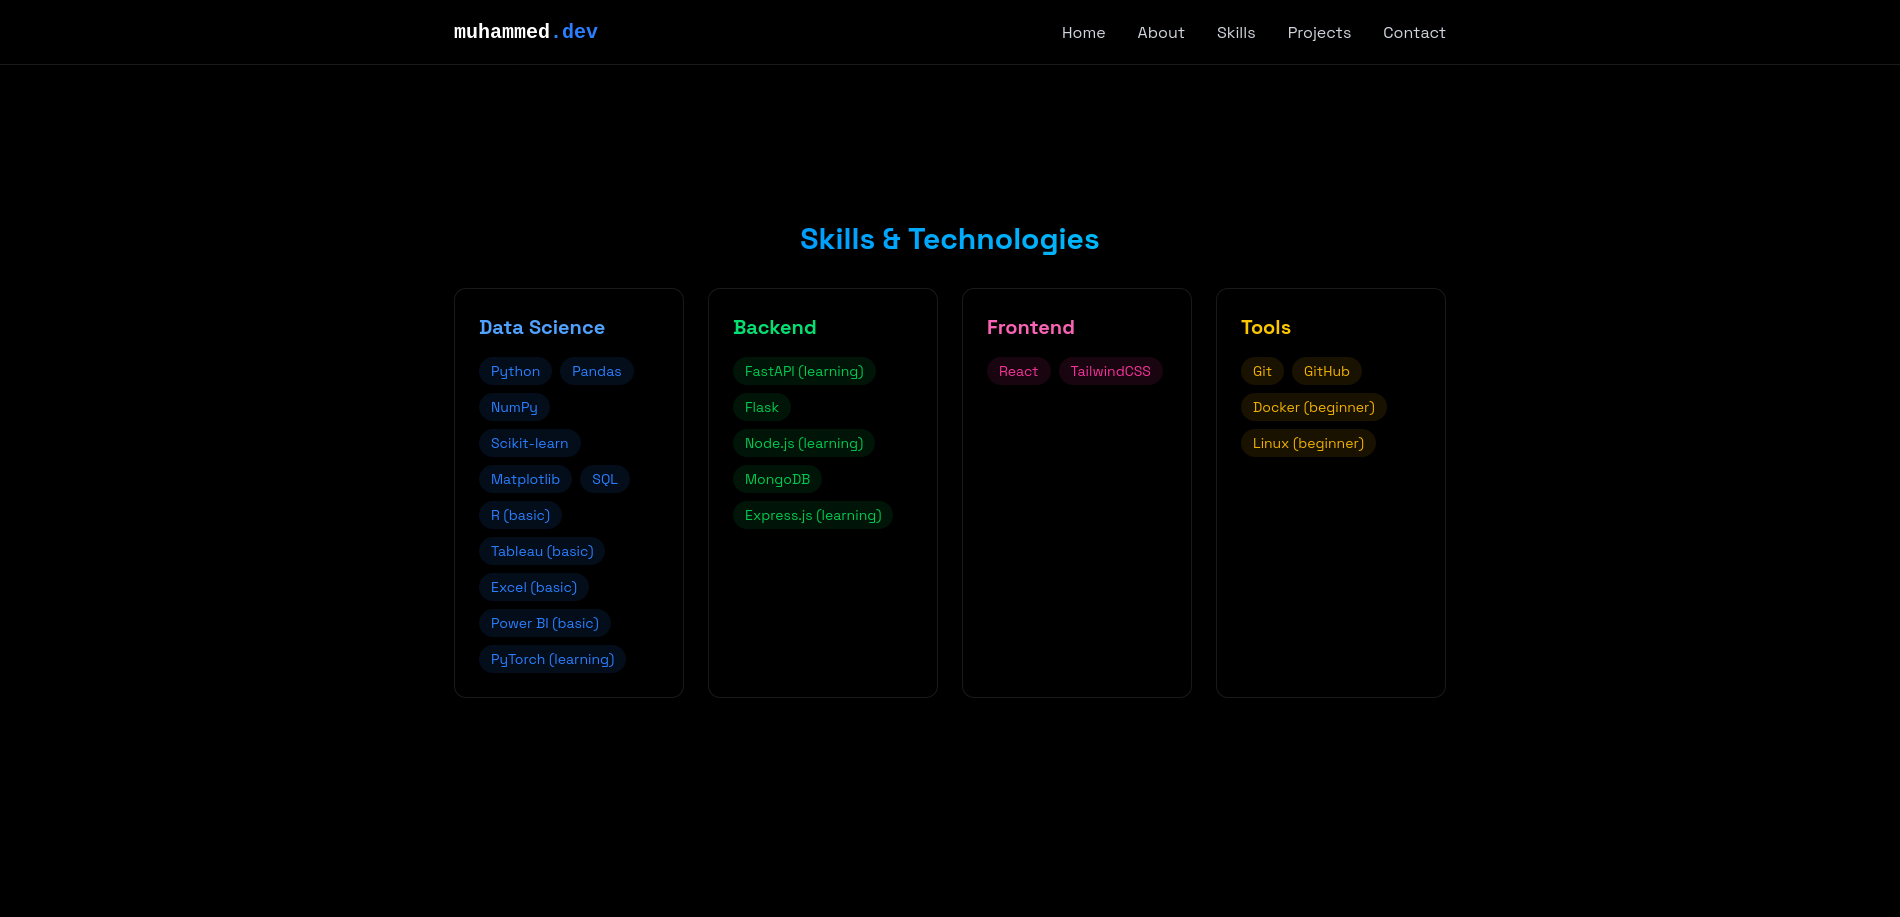 muhammed.dev
Home About Skills Projects Contact
Skills & Technologies
Data Science
Python Pandas
NumPy
Scikit-learn
Matplotlib SQL
R (basic)
Tableau (basic)
Excel (basic)
Power BI (basic)
PyTorch (learning)
Backend
FastAPI (learning)
Flask
Node.js (learning)
MongoDB
Express.js (learning)
Frontend
React TailwindCSS
Tools
Git GitHub
Docker (beginner)
Linux (beginner)